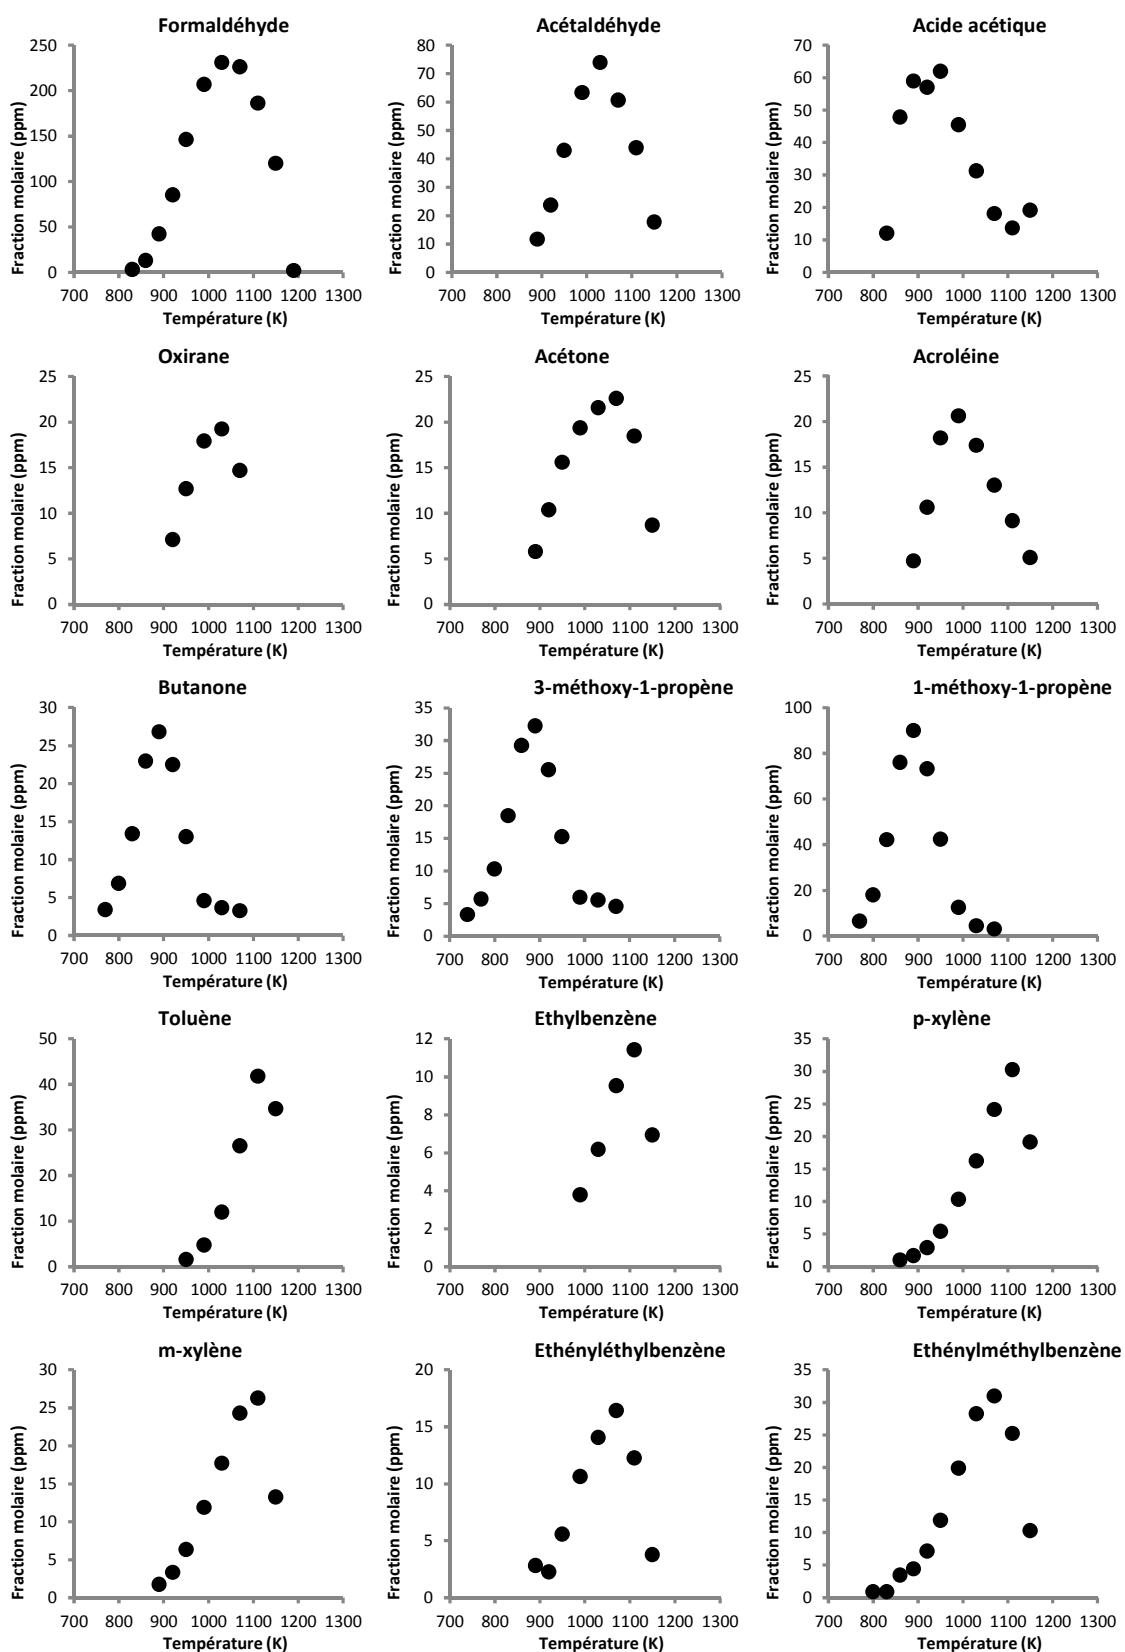 Formaldéhyde
Fraction molaire (ppm)
250
200
150
100
50
0
700 800 900 1000 1100 1200 1300
Température (K)
Acétaldéhyde
Fraction molaire (ppm)
80
70
60
50
40
30
20
10
0
700 800 900 1000 1100 1200 1300
Température (K)
Acide acétique
Fraction molaire (ppm)
70
60
50
40
30
20
10
0
700 800 900 1000 1100 1200 1300
Température (K)
Oxirane
Fraction molaire (ppm)
25
20
15
10
5
0
700 800 900 1000 1100 1200 1300
Température (K)
Acétone
Fraction molaire (ppm)
25
20
15
10
5
0
700 800 900 1000 1100 1200 1300
Température (K)
Acroléine
Fraction molaire (ppm)
25
20
15
10
5
0
700 800 900 1000 1100 1200 1300
Température (K)
Butanone
Fraction molaire (ppm)
30
25
20
15
10
5
0
700 800 900 1000 1100 1200 1300
Température (K)
3-méthoxy-1-propène
Fraction molaire (ppm)
35
30
25
20
15
10
5
0
700 800 900 1000 1100 1200 1300
Température (K)
1-méthoxy-1-propène
Fraction molaire (ppm)
100
80
60
40
20
0
700 800 900 1000 1100 1200 1300
Température (K)
Toluène
Fraction molaire (ppm)
50
40
30
20
10
0
700 800 900 1000 1100 1200 1300
Température (K)
Ethylbenzène
Fraction molaire (ppm)
12
10
8
6
4
2
0
700 800 900 1000 1100 1200 1300
Température (K)
p-xylène
Fraction molaire (ppm)
35
30
25
20
15
10
5
0
700 800 900 1000 1100 1200 1300
Température (K)
m-xylène
Fraction molaire (ppm)
30
25
20
15
10
5
0
700 800 900 1000 1100 1200 1300
Température (K)
Ethényléthylbenzène
Fraction molaire (ppm)
20
15
10
5
0
700 800 900 1000 1100 1200 1300
Température (K)
Ethénylméthylbenzène
Fraction molaire (ppm)
35
30
25
20
15
10
5
0
700 800 900 1000 1100 1200 1300
Température (K)